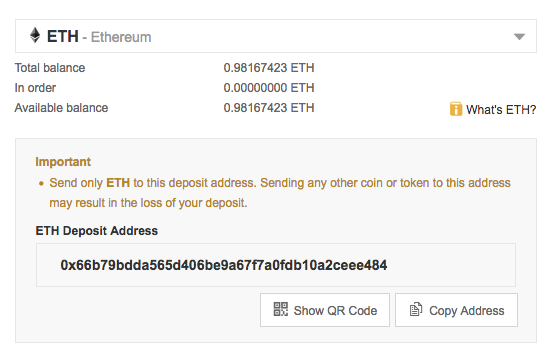 ETH - Ethereum
Total balance 0.98167423 ETH
In order 0.00000000 ETH
Available balance 0.98167423 ETH
What's ETH?
Important
• Send only ETH to this deposit address. Sending any other coin or token to this address
may result in the loss of your deposit.
ETH Deposit Address
0x66b79bdda565d406be9a67f7a0fdb10a2ceee484
Show QR Code
Copy Address